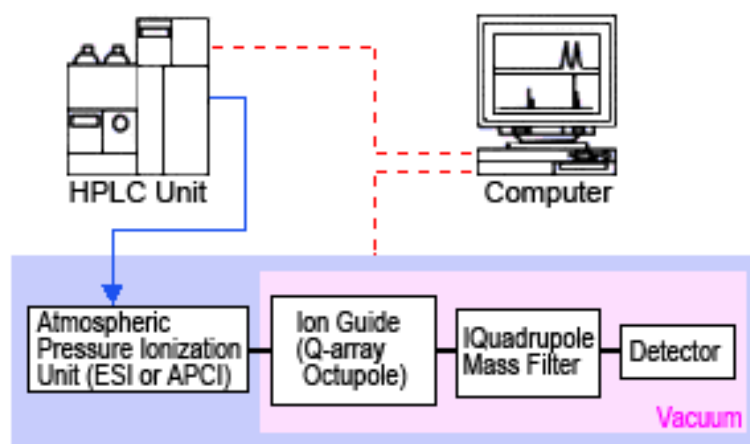 HPLC Unit
Computer
Atmospheric
Pressure Ionization
Unit (ESI or APCI)
Ion Guide
(Q-array
Octupole)
IQuadrupole
Mass Filter
Detector
Vacuum